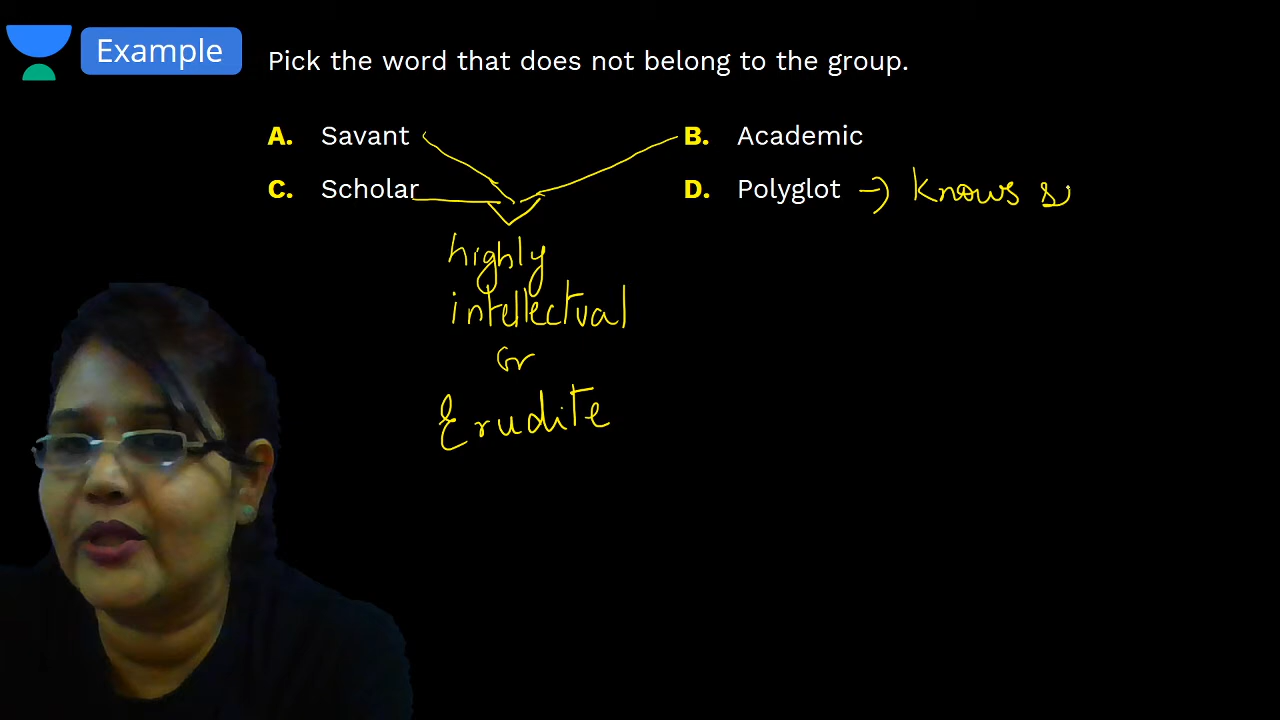 Example
Pick the word that does not belong to the group.
A. Savant
B. Academic
C. Scholar
D. Polyglot → Knows s
highly
intellectual
or
Erudite